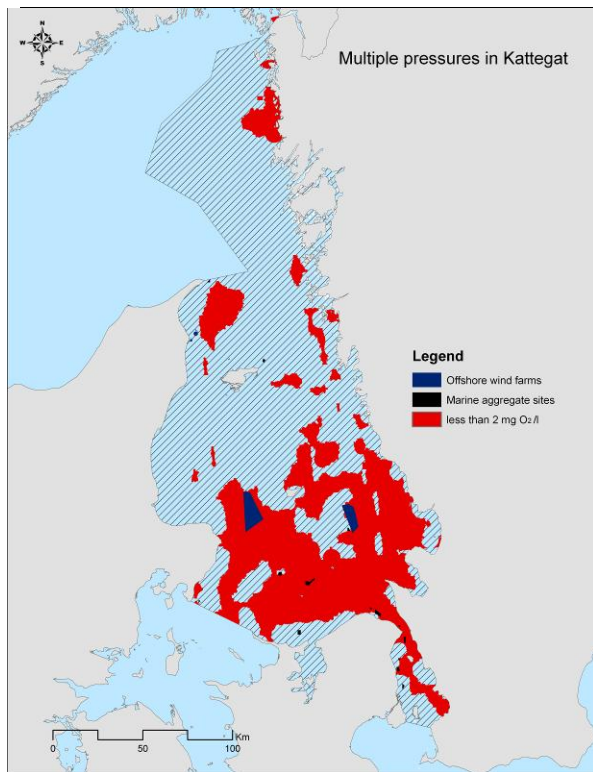 N
W E
S
Multiple pressures in Kattegat
Legend
Offshore wind farms
Marine aggregate sites
less than 2 mg O₂/l
Km
0 50 100